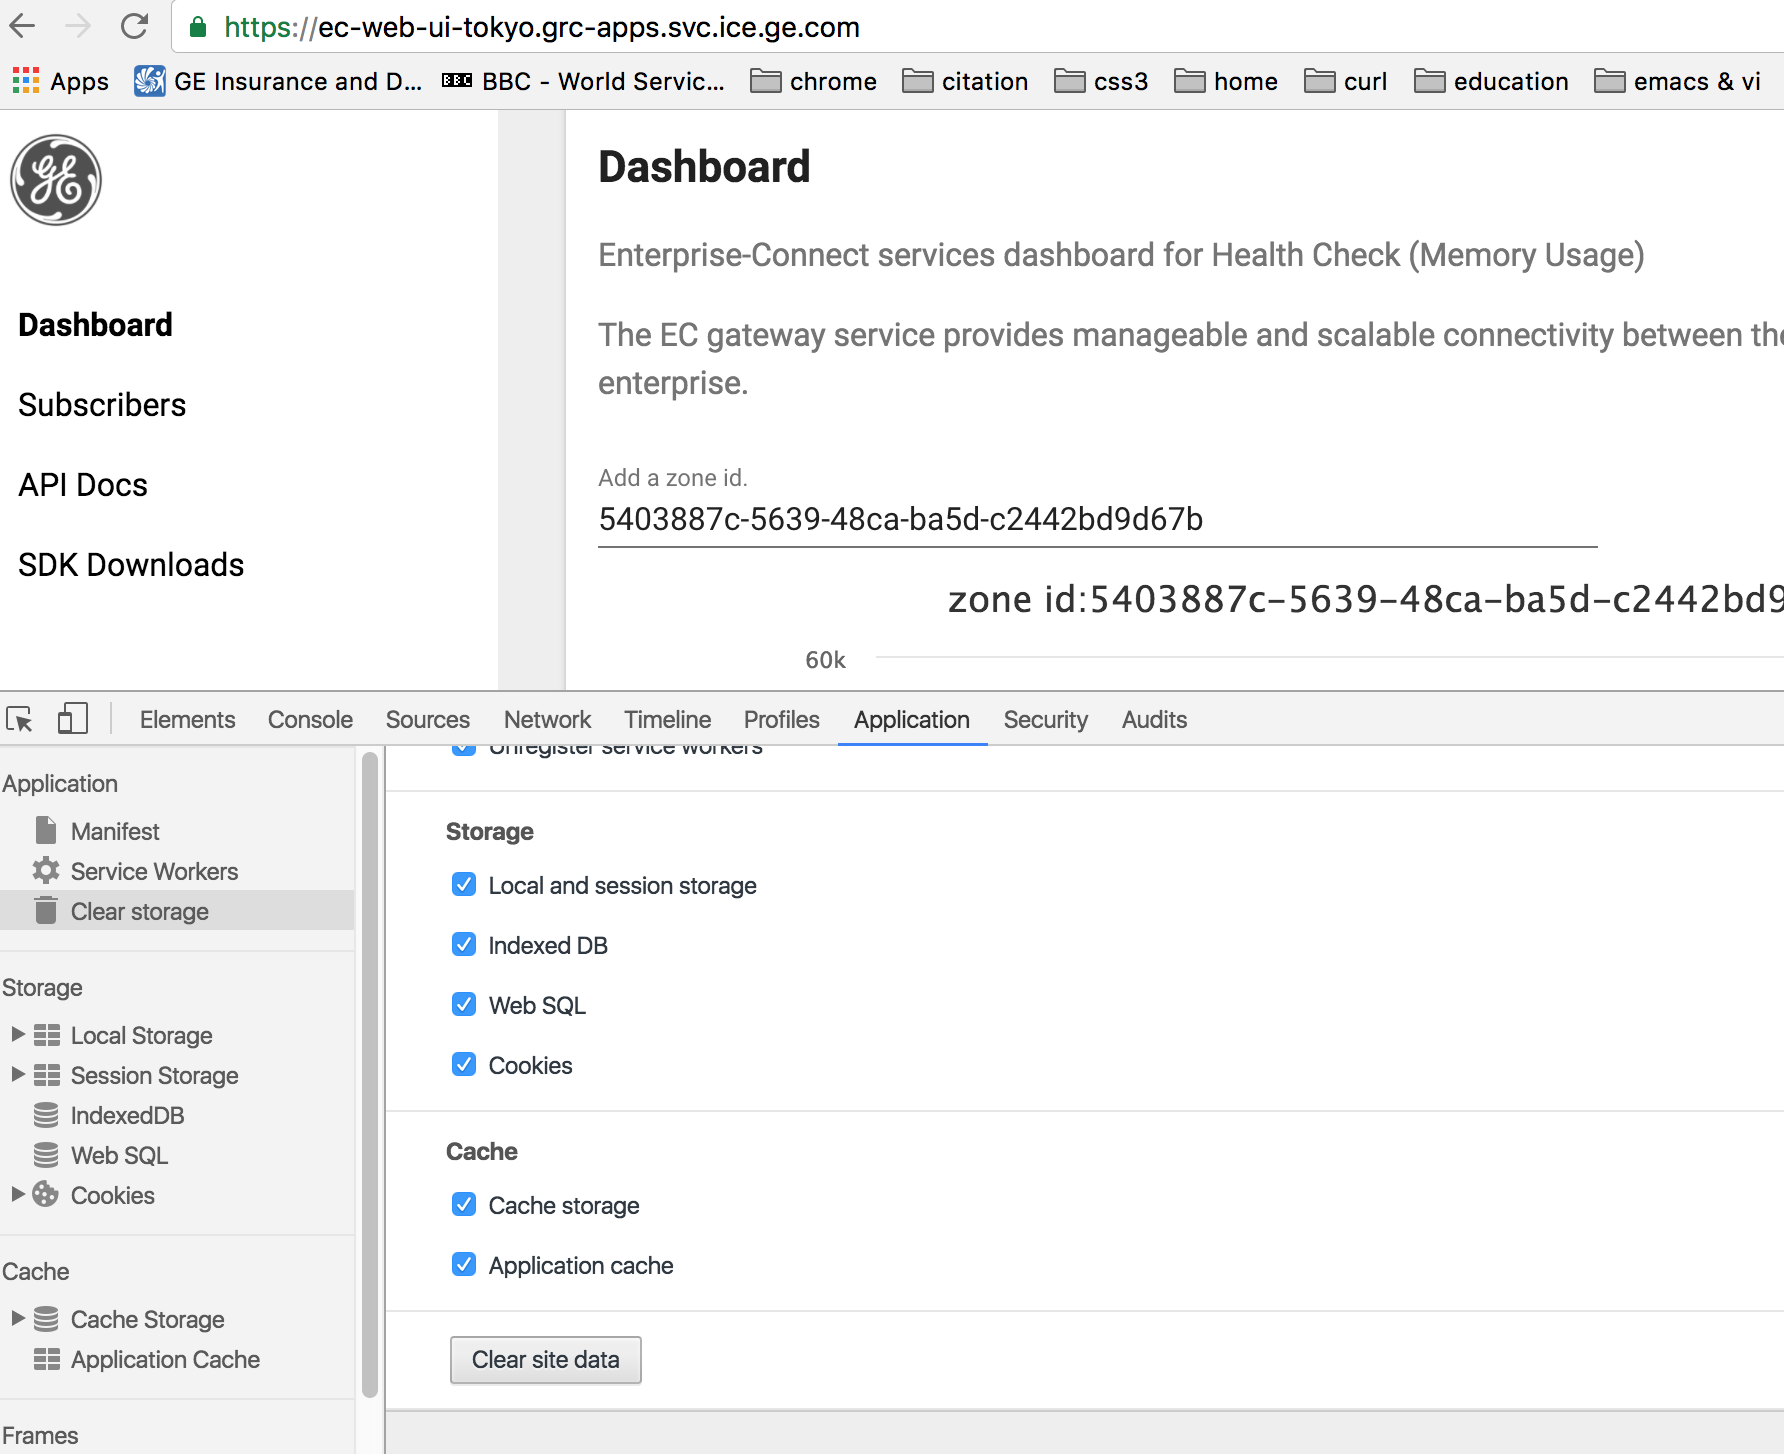 https://ec-web-ui-tokyo.grc-apps.svc.ice.ge.com
Apps GE Insurance and D... BBC BBC - World Servic... chrome citation css3 home curl education emacs & vi
GE
Dashboard
Subscribers
API Docs
SDK Downloads
Dashboard
Enterprise-Connect services dashboard for Health Check (Memory Usage)
The EC gateway service provides manageable and scalable connectivity between the
enterprise.
Add a zone id.
5403887c-5639-48ca-ba5d-c2442bd9d67b
zone id:5403887c-5639-48ca-ba5d-c2442bd9
60k
Elements Console Sources Network Timeline Profiles Application Security Audits
Application
Manifest
Service Workers
Clear storage
Storage
Local Storage
Session Storage
IndexedDB
Web SQL
Cookies
Cache
Cache Storage
Application Cache
Frames
Unregister service workers
Storage
Local and session storage
Indexed DB
Web SQL
Cookies
Cache
Cache storage
Application cache
Clear site data